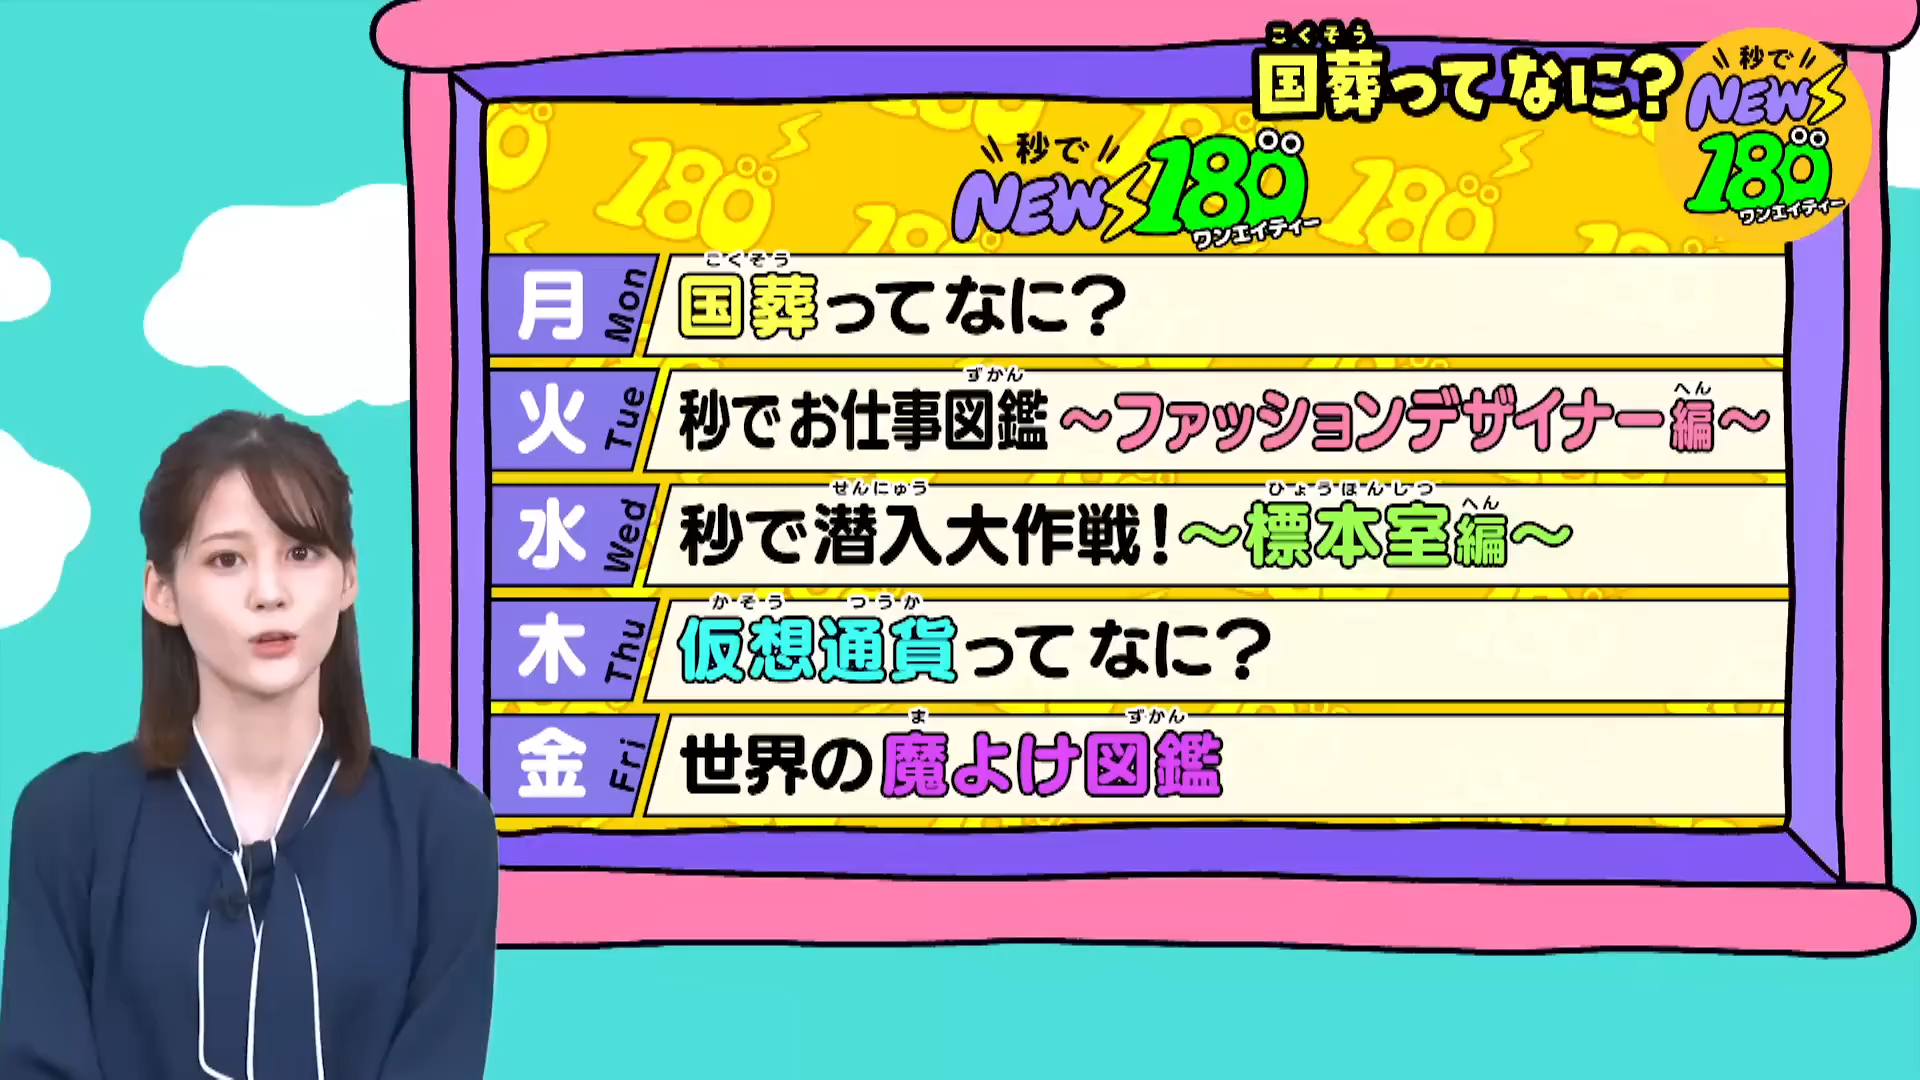 こくそう
国葬ってなに?
秒で
NEWS
180
ワンエイティー
秒で
NEWS180
ワンエイティー
月 Mon
こくそう
国葬ってなに?
火 Tue
ずかん へん
秒でお仕事図鑑 ~ファッションデザイナー編~
水 Wed
せんにゅう ひょうほんしつ へん
秒で潜入大作戦!~標本室編~
木 Thu
かそう つうか
仮想通貨ってなに?
金 Fri
ま ずかん
世界の魔よけ図鑑